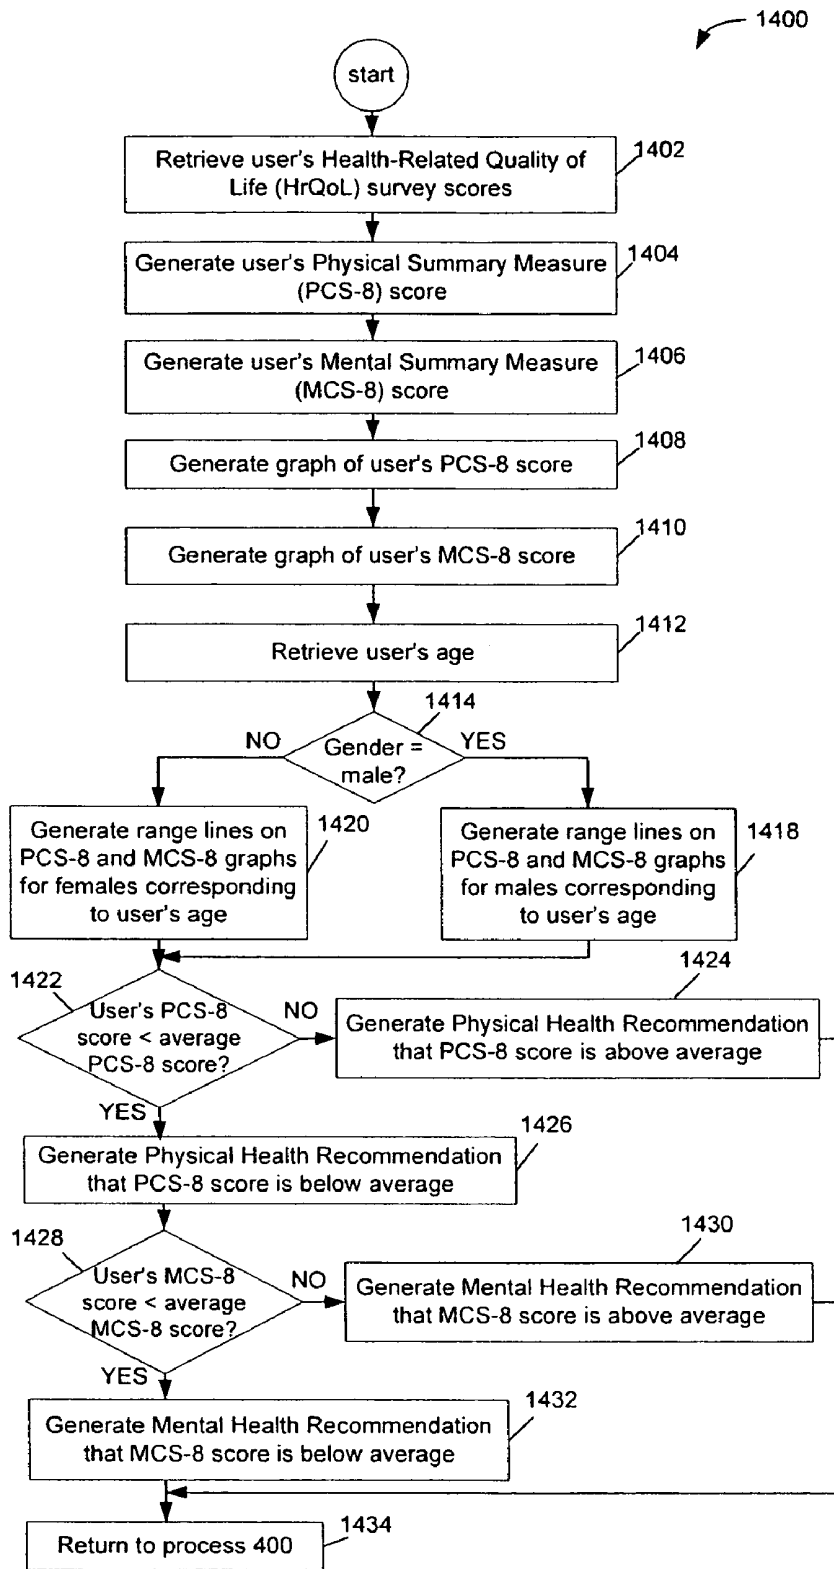 1400
start
Retrieve user's Health-Related Quality of
Life (HrQoL) survey scores
1402
Generate user's Physical Summary Measure
(PCS-8) score
1404
Generate user's Mental Summary Measure
(MCS-8) score
1406
Generate graph of user's PCS-8 score
1408
Generate graph of user's MCS-8 score
1410
Retrieve user's age
1412
1414
Gender =
male?
NO
YES
Generate range lines on
PCS-8 and MCS-8 graphs
for females corresponding
to user's age
1420
Generate range lines on
PCS-8 and MCS-8 graphs
for males corresponding
to user's age
1418
1422
User's PCS-8
score < average
PCS-8 score?
NO
YES
1424
Generate Physical Health Recommendation
that PCS-8 score is above average
1426
Generate Physical Health Recommendation
that PCS-8 score is below average
1428
User's MCS-8
score < average
MCS-8 score?
NO
YES
1430
Generate Mental Health Recommendation
that MCS-8 score is above average
1432
Generate Mental Health Recommendation
that MCS-8 score is below average
Return to process 400
1434